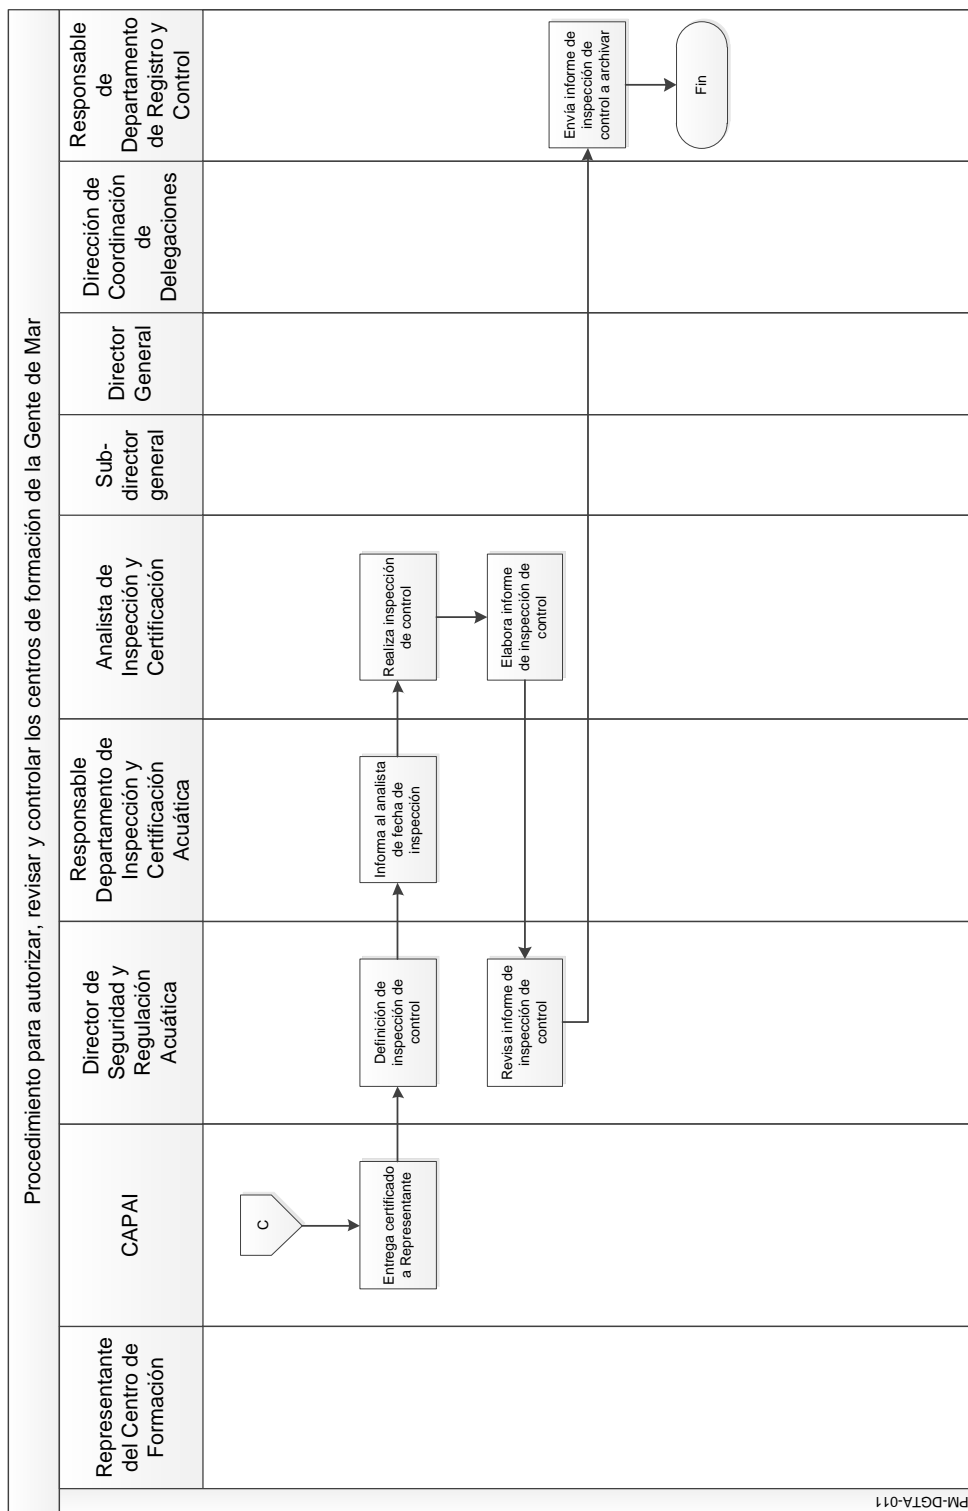 Procedimiento para autorizar, revisar y controlar los centros de formación de la Gente de Mar
Representante
del Centro de
Formación
CAPAI
Director de
Seguridad y
Regulación
Acuática
Responsable
Departamento de
Inspección y
Certificación
Acuática
Analista de
Inspección y
Certificación
Sub-
director
general
Director
General
Dirección de
Coordinación
de
Delegaciones
Responsable
de
Departamento
de Registro y
Control
C
Entrega certificado
a Representante
Definición de
inspección de
control
Informa al analista
de fecha de
inspección
Realiza inspección
de control
Elabora informe
de inspección de
control
Revisa informe de
inspección de
control
Envía informe de
inspección de
control a archivar
Fin
PM-DGTA-011